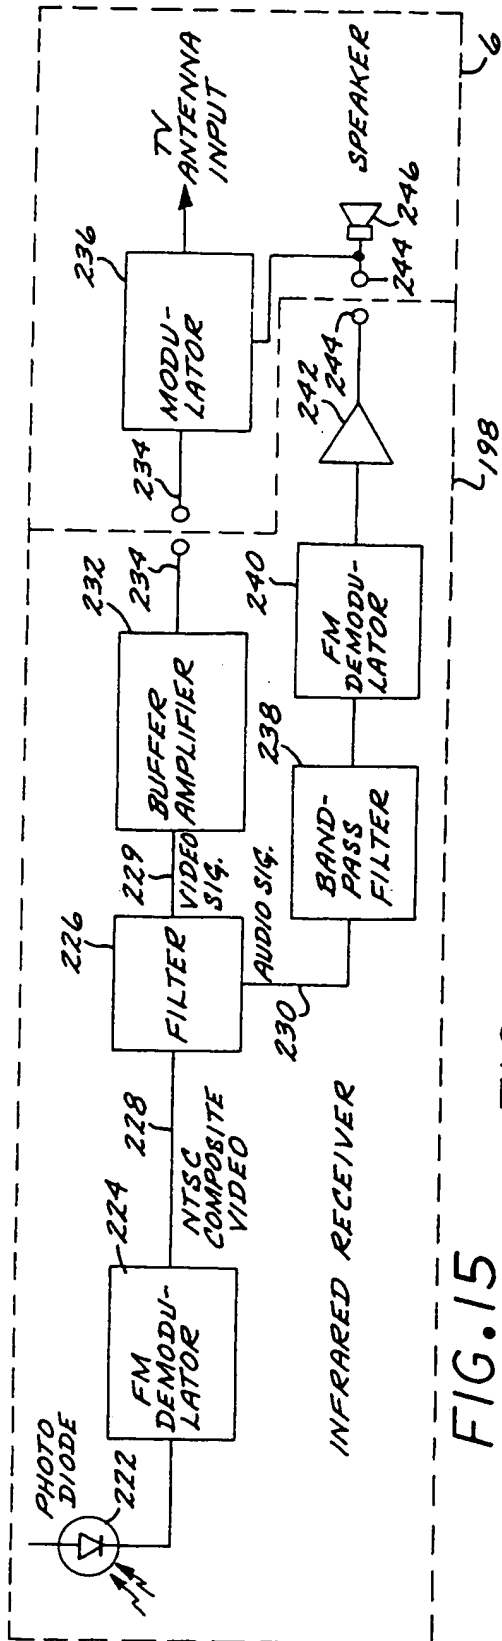 PHOTO
DIODE
222
224
FM
DEMODU-
LATOR
228
NTSC
COMPOSITE
VIDEO
226
FILTER
229
VIDEO
SIG.
AUDIO SIG.
230
232
BUFFER
AMPLIFIER
234
234
236
MODU-
LATOR
TV
ANTENNA
INPUT
238
BAND-
PASS
FILTER
240
FM
DEMODU-
LATOR
242
244
244
246
SPEAKER
INFRARED RECEIVER
198
6
FIG.15